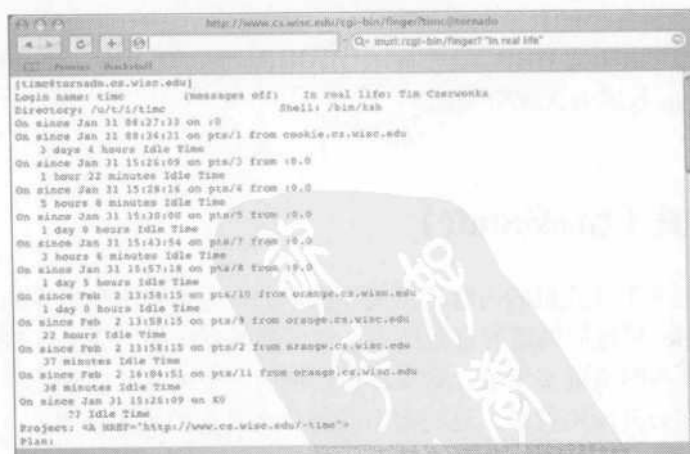 http://www.cs.wisc.edu/cgi-bin/finger?timc@tornado
Q- inurl:/cgi-bin/finger? "In real life"
[timc@tornado.cs.wisc.edu]
Login name: timc (messages off) In real life: Tim Czerwonka
Directory: /u/t/i/timc Shell: /bin/ksh
On since Jan 31 on :0
On since Jan 31 on pts/1 from cookie.cs.wisc.edu
3 days 4 hours Idle Time
On since Jan 31 15:26:09 on pts/3 from :0.0
1 hour 22 minutes Idle Time
On since Jan 31 15:28:16 on pts/4 from :0.0
5 hours 8 minutes Idle Time
On since Jan 31 15:38:08 on pts/5 from :0.0
1 day 0 hours Idle Time
On since Jan 31 15:43:54 on pts/7 from :0.0
3 hours 6 minutes Idle Time
On since Jan 31 15:57:18 on pts/8 from :0.0
1 day 5 hours Idle Time
On since Feb 2 13:58:15 on pts/10 from orange.cs.wisc.edu
1 day 0 hours Idle Time
On since Feb 2 13:58:15 on pts/9 from orange.cs.wisc.edu
22 hours Idle Time
On since Feb 2 13:58:15 on pts/2 from orange.cs.wisc.edu
37 minutes Idle Time
On since Feb 2 16:04:51 on pts/11 from orange.cs.wisc.edu
38 minutes Idle Time
On since Jan 31 15:26:09 on X0
?? Idle Time
Project: <A HREF="http://www.cs.wisc.edu/~timc">
Plan: